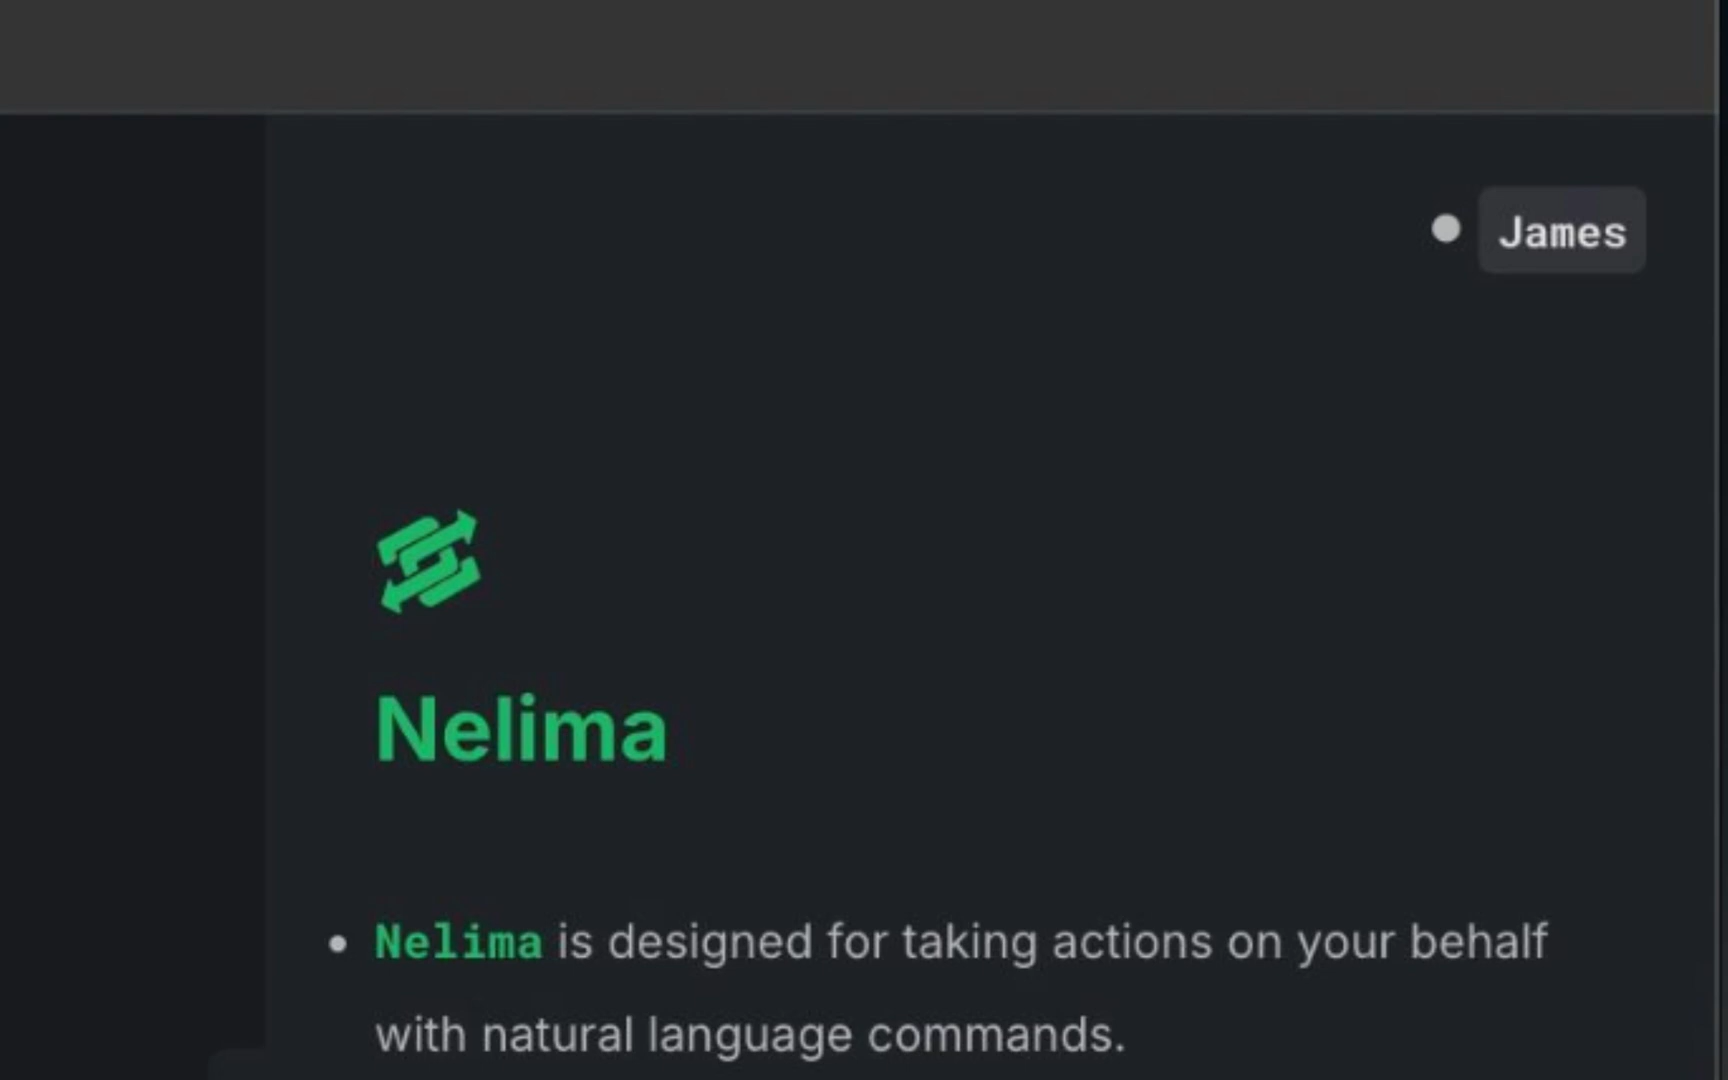 James
Nelima
Nelima is designed for taking actions on your behalf
with natural language commands.